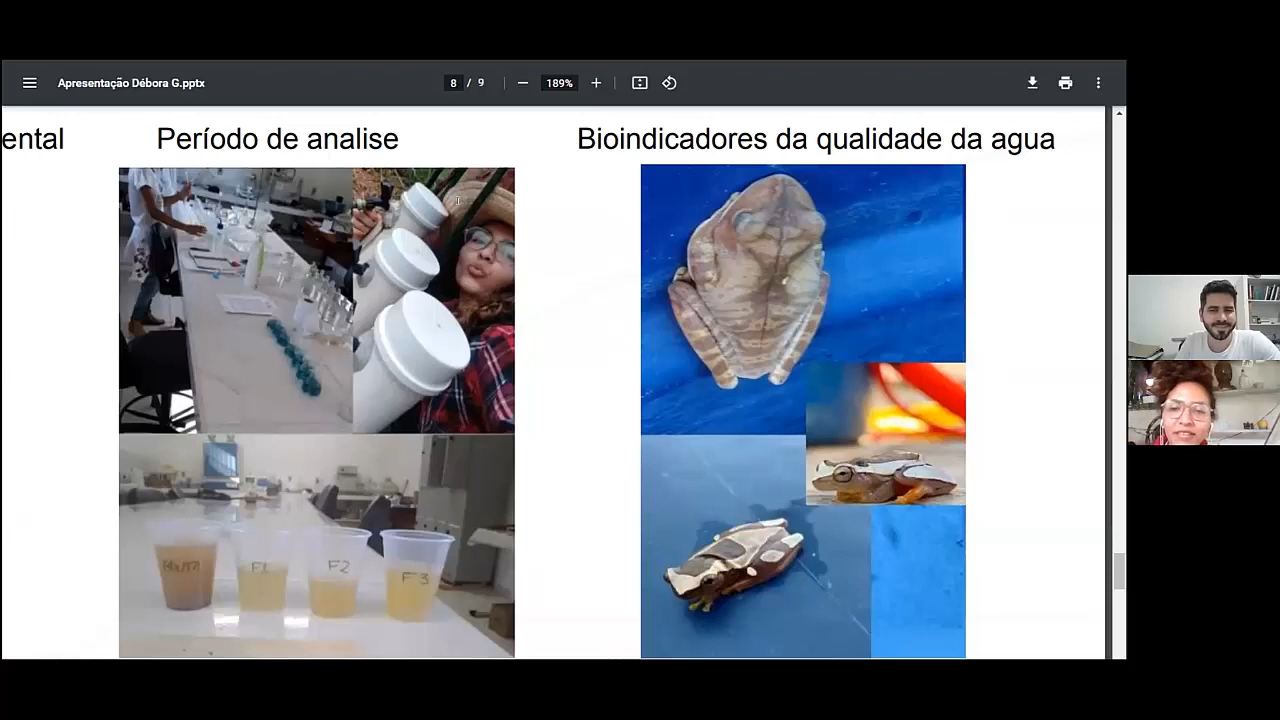 Apresentação Débora G.pptx
8 / 9
189%
ental
Período de analise
Bioindicadores da qualidade da agua
F1
F2
F3